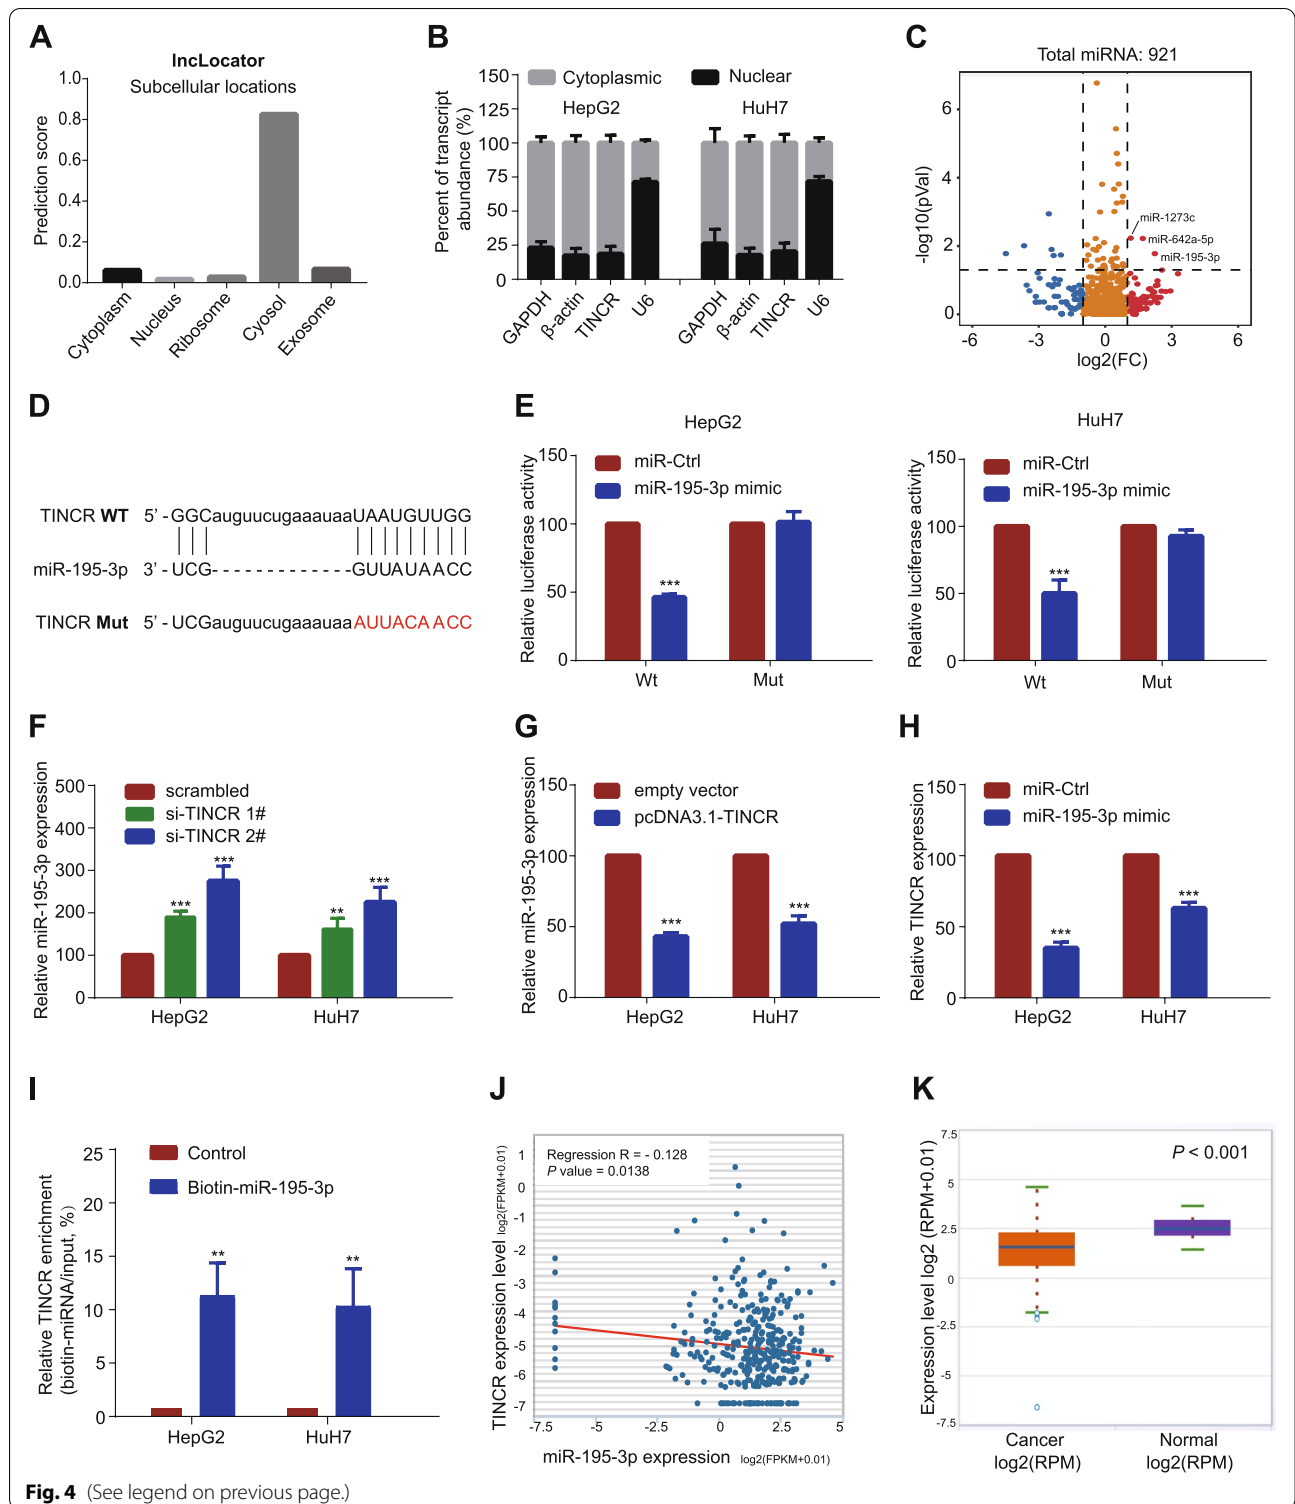 A
lncLocator
Subcellular locations
Prediction score
1.0
0.8
0.6
0.4
0.2
0.0
Cytoplasm
Nucleus
Ribosome
Cyosol
Exosome
B
Percent of transcript
abundance (%)
150
125
100
75
50
25
0
Cytoplasmic
Nuclear
HepG2
HuH7
GAPDH
β-actin
TINCR
U6
GAPDH
β-actin
TINCR
U6
C
Total miRNA: 921
-log10(pVal)
6
4
2
0
miR-1273c
miR-642a-5p
miR-195-3p
-6
-3
0
3
6
log2(FC)
D
TINCR WT 5' - GGCauguucugaaauaaUAAUGUUGG
miR-195-3p 3' - UCG- - - - - - - - - - - - - -GUUAUAACC
TINCR Mut 5' - UCGauguucugaaauaaAUUACAACC
E
HepG2
Relative luciferase activity
150
100
50
0
miR-Ctrl
miR-195-3p mimic
***
Wt
Mut
HuH7
Relative luciferase activity
150
100
50
0
miR-Ctrl
miR-195-3p mimic
***
Wt
Mut
F
Relative miR-195-3p expression
500
400
300
200
100
0
scrambled
si-TINCR 1#
si-TINCR 2#
***
***
**
***
HepG2
HuH7
G
Relative miR-195-3p expression
150
100
50
0
empty vector
pcDNA3.1-TINCR
***
***
HepG2
HuH7
H
Relative TINCR expression
150
100
50
0
miR-Ctrl
miR-195-3p mimic
***
***
HepG2
HuH7
I
Relative TINCR enrichment
(biotin-miRNA/input, %)
25
20
15
10
5
0
Control
Biotin-miR-195-3p
**
**
HepG2
HuH7
J
TINCR expression level log2(FPKM+0.01)
1
0
-1
-2
-3
-4
-5
-6
-7
Regression R = - 0.128
P value = 0.0138
-7.5
-5
-2.5
0
2.5
5
miR-195-3p expression log2(FPKM+0.01)
K
Expression level log2 (RPM+0.01)
7.5
5
2.5
0
-2.5
-5
-7.5
P < 0.001
Cancer
log2(RPM)
Normal
log2(RPM)
Fig. 4 (See legend on previous page.)